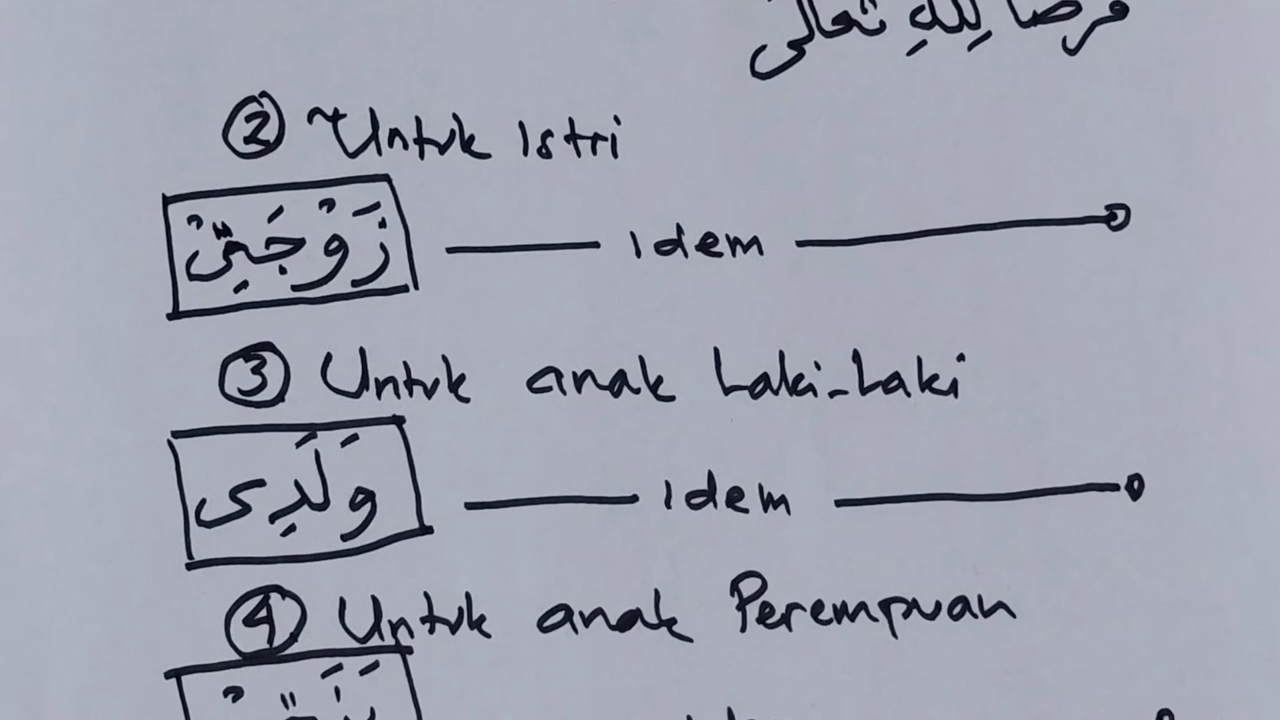 فرضا لِلّٰهِ تعالى
② Untuk Istri
زَوْجَتِيْ — idem —
③ Untuk anak Laki-Laki
وَلَدِى — idem —
④ Untuk anak Perempuan